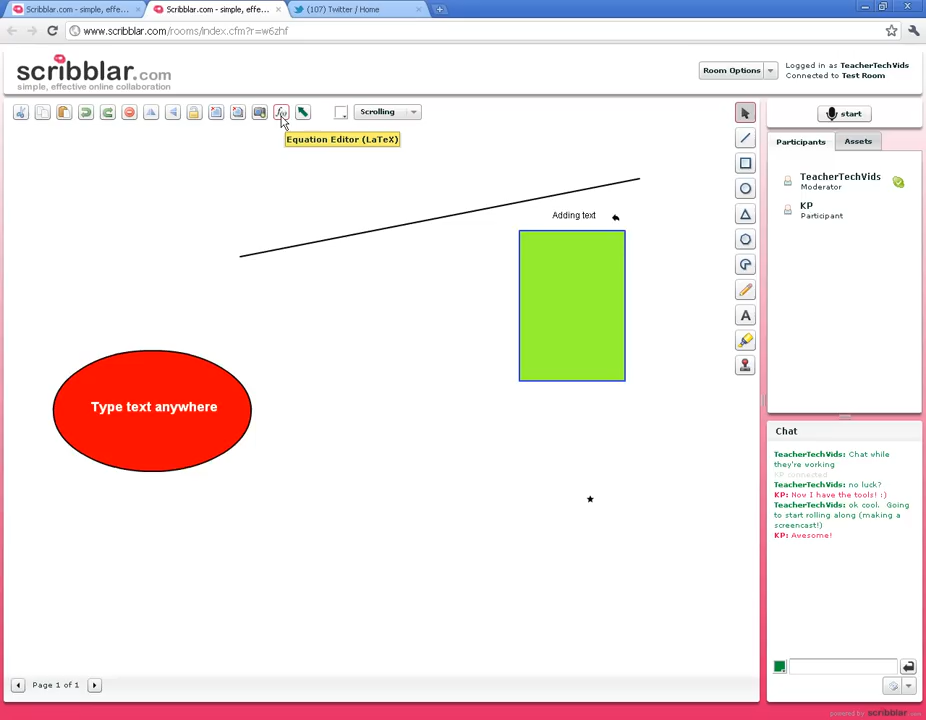 Scribblar.com - simple, effe...
Scribblar.com - simple, effe...
(107) Twitter / Home
www.scribblar.com/rooms/index.cfm?r=w6zhf
scribblar.com
simple, effective online collaboration
Room Options
Logged in as TeacherTechVids
Connected to Test Room
Scrolling
Equation Editor (LaTeX)
Adding text
Type text anywhere
A
start
Participants
Assets
TeacherTechVids
Moderator
KP
Participant
Chat
TeacherTechVids: Chat while
they're working
KP connected
TeacherTechVids: no luck?
KP: Now I have the tools! :)
TeacherTechVids: ok cool. Going
to start rolling along (making a
screencast!)
KP: Awesome!
Page 1 of 1
powered by scribblar.com